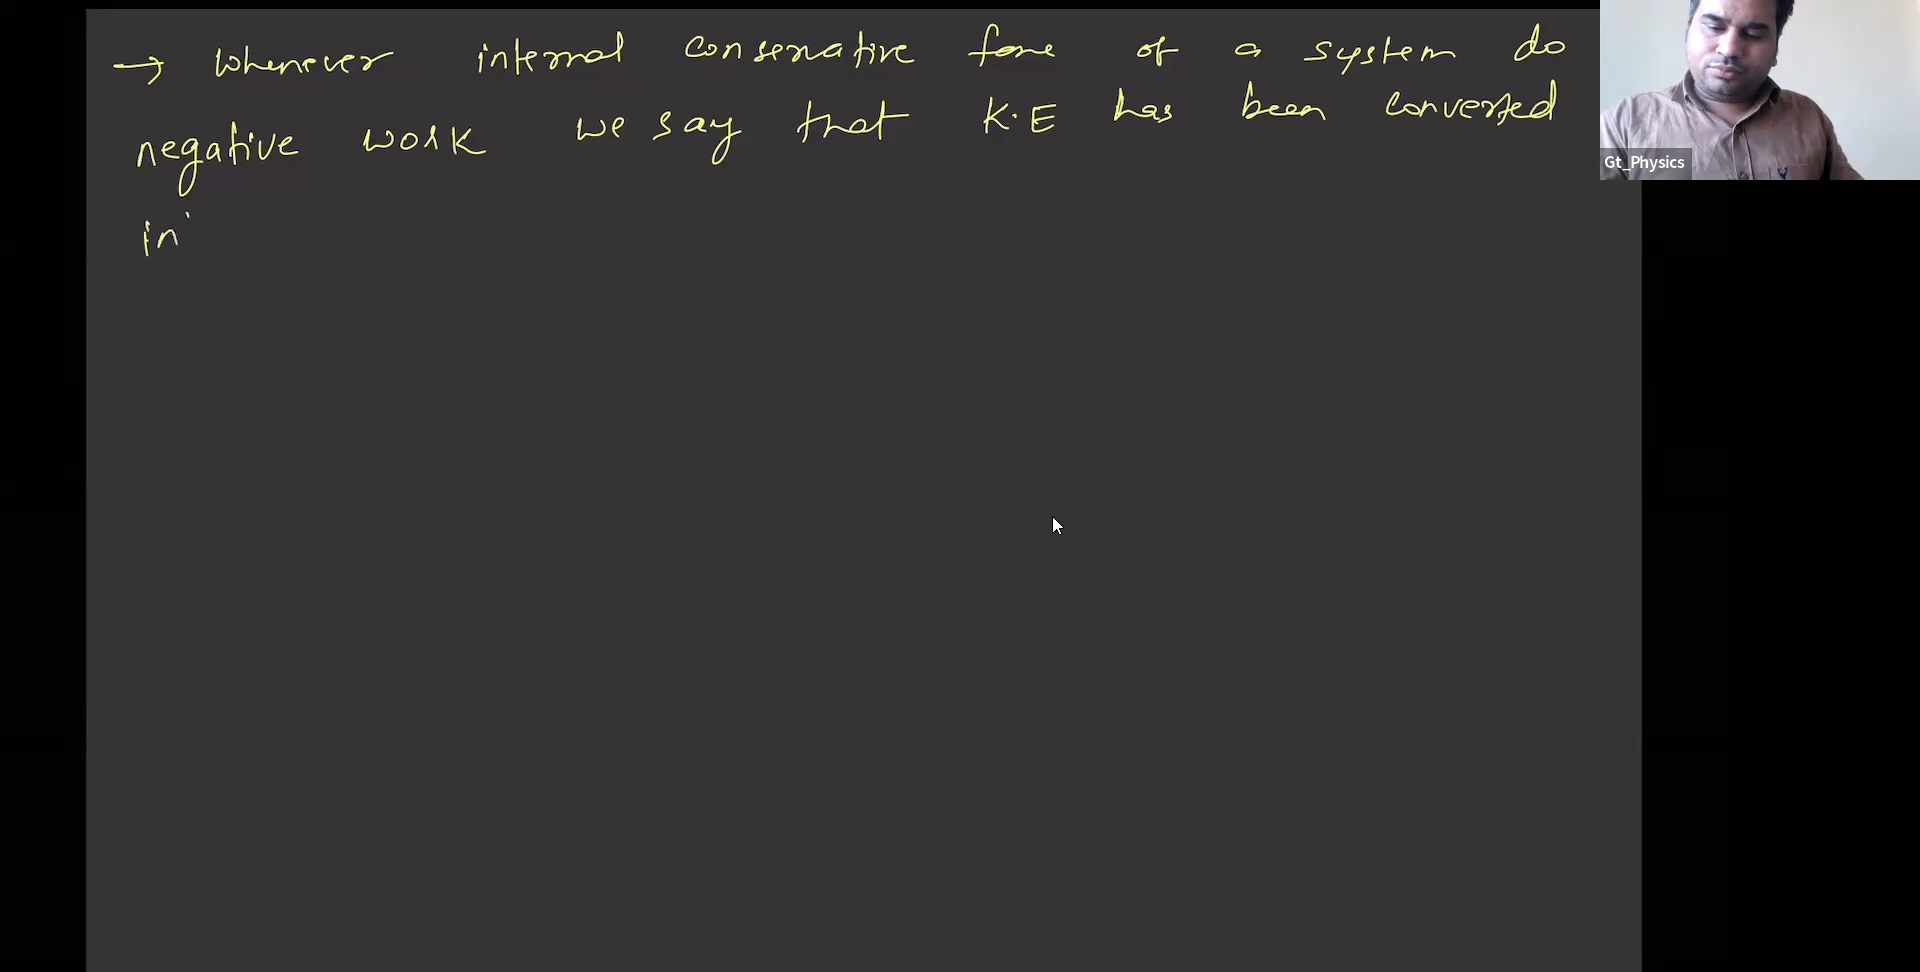 → Whenever internal conservative force of a system do
negative work we say that K.E has been converted
in
Gt_Physics